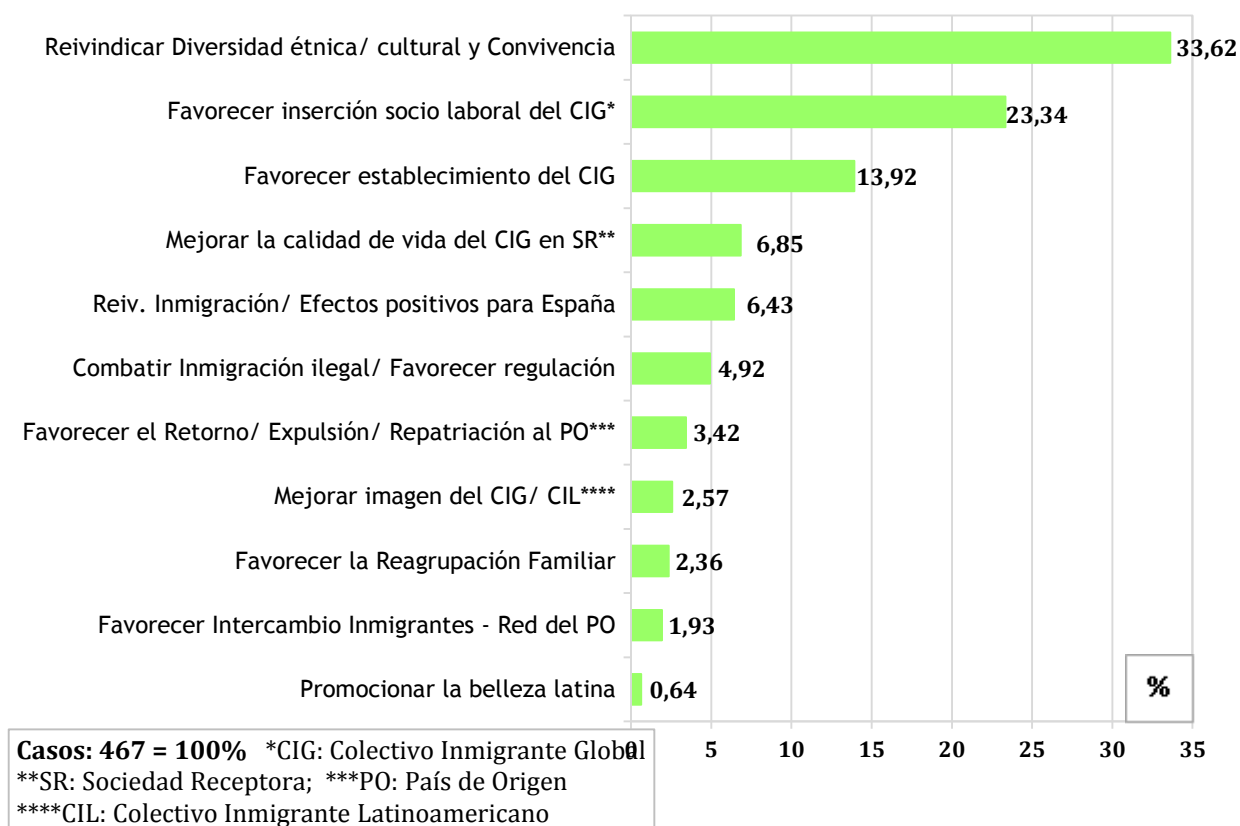 Reivindicar Diversidad étnica/ cultural y Convivencia
33,62
Favorecer inserción socio laboral del CIG*
23,34
Favorecer establecimiento del CIG
13,92
Mejorar la calidad de vida del CIG en SR**
6,85
Reiv. Inmigración/ Efectos positivos para España
6,43
Combatir Inmigración ilegal/ Favorecer regulación
4,92
Favorecer el Retorno/ Expulsión/ Repatriación al PO***
3,42
Mejorar imagen del CIG/ CIL****
2,57
Favorecer la Reagrupación Familiar
2,36
Favorecer Intercambio Inmigrantes - Red del PO
1,93
Promocionar la belleza latina
0,64
%
0 5 10 15 20 25 30 35
Casos: 467 = 100% *CIG: Colectivo Inmigrante Global
**SR: Sociedad Receptora; ***PO: País de Origen
****CIL: Colectivo Inmigrante Latinoamericano